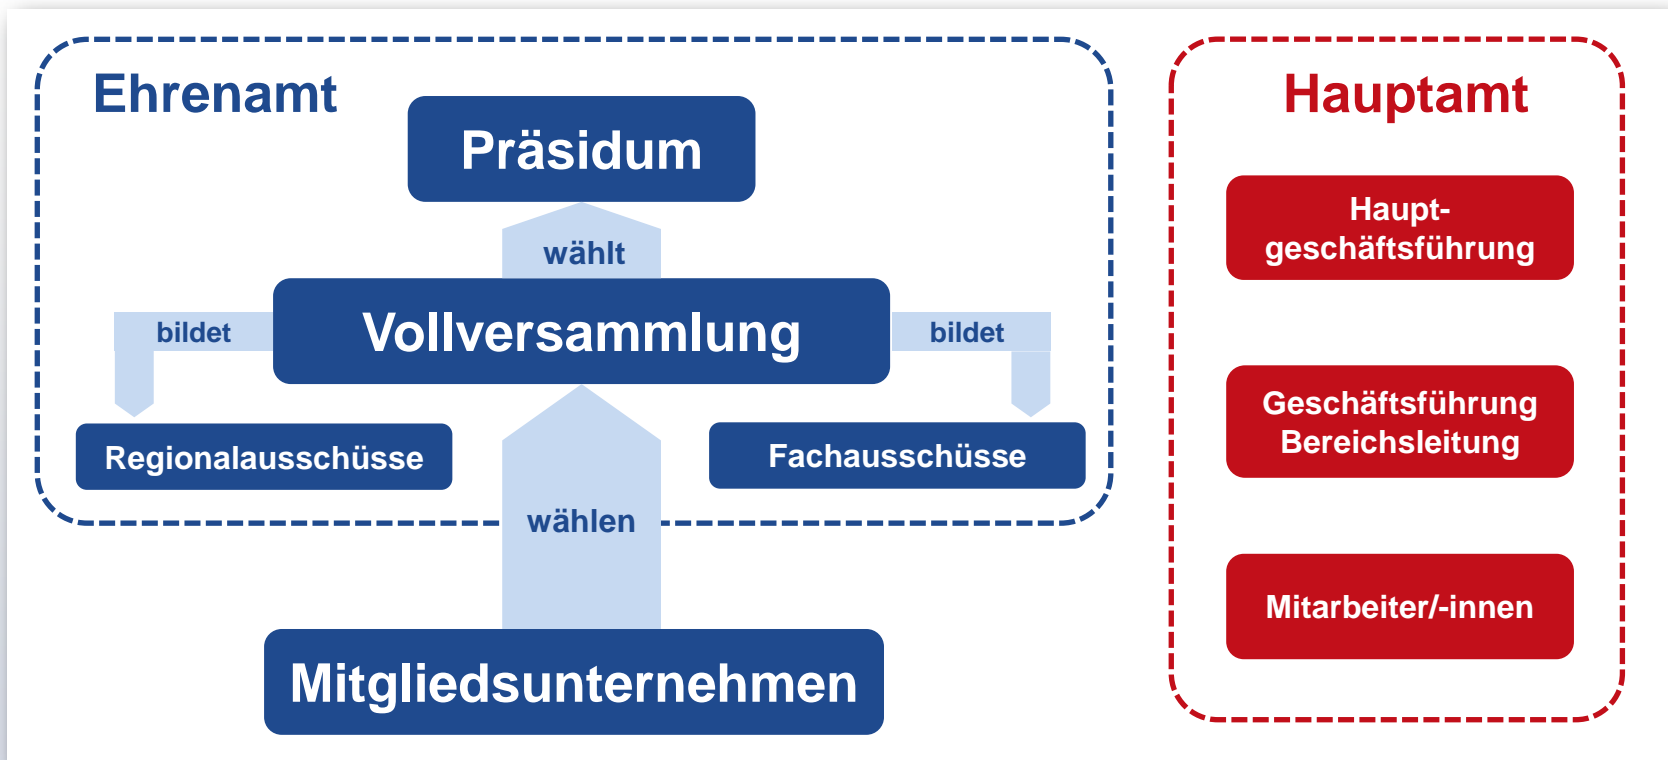 Ehrenamt
Präsidum
wählt
Vollversammlung
bildet
bildet
Regionalausschüsse
Fachausschüsse
wählen
Mitgliedsunternehmen
Hauptamt
Haupt-
geschäftsführung
Geschäftsführung
Bereichsleitung
Mitarbeiter/-innen